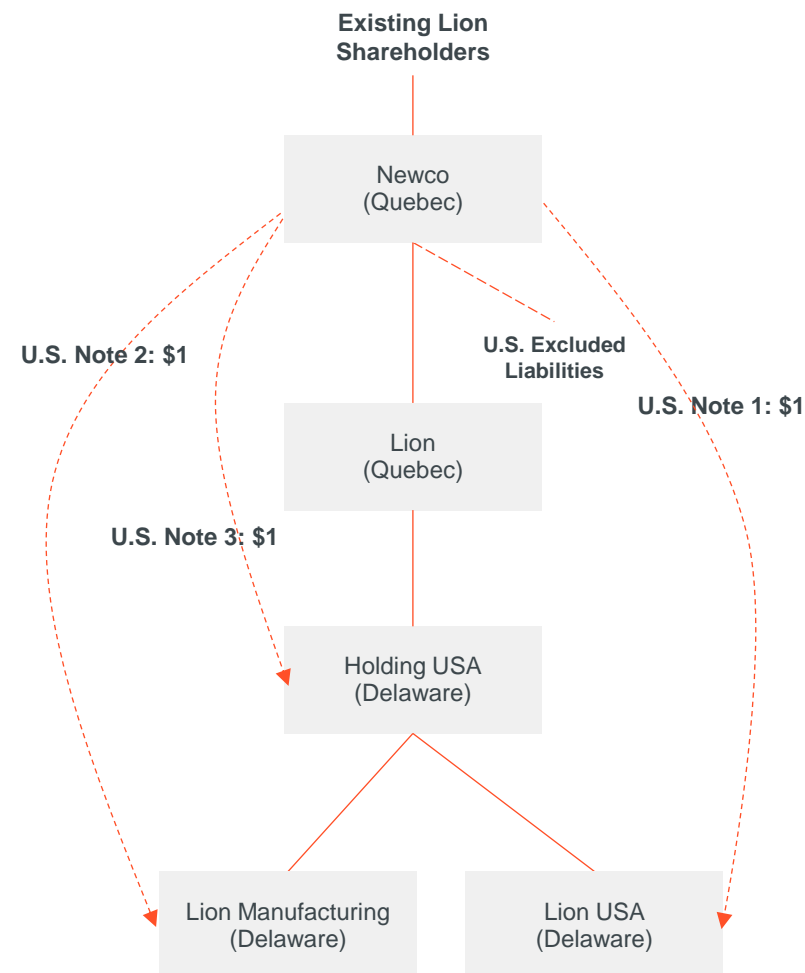 Existing Lion
Shareholders
Newco
(Quebec)
U.S. Note 2: $1
U.S. Excluded
Liabilities
U.S. Note 1: $1
Lion
(Quebec)
U.S. Note 3: $1
Holding USA
(Delaware)
Lion Manufacturing
(Delaware)
Lion USA
(Delaware)